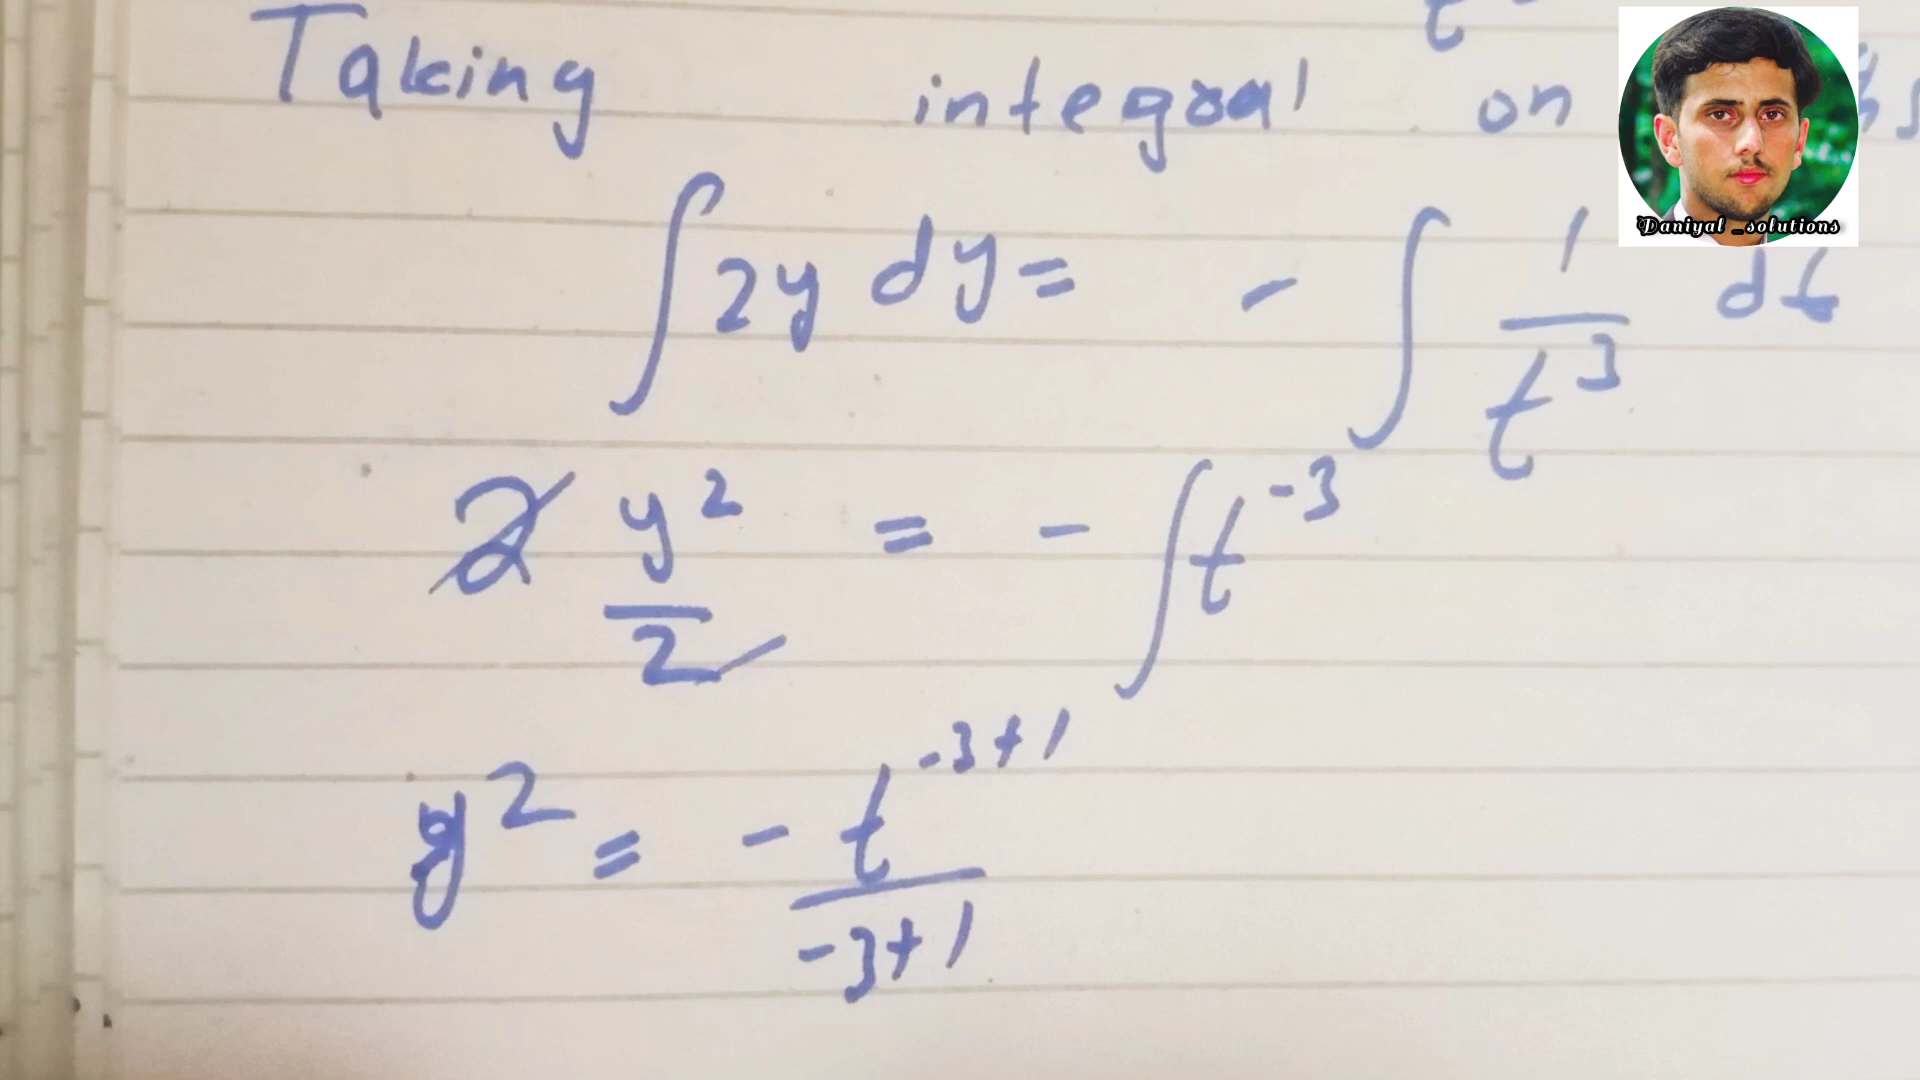 Taking integral on
∫ 2y dy = - ∫ 1/t³ dt
2 y²/2 = - ∫ t⁻³
y² = - t⁻³⁺¹/-3+1
Daniyal _solutions